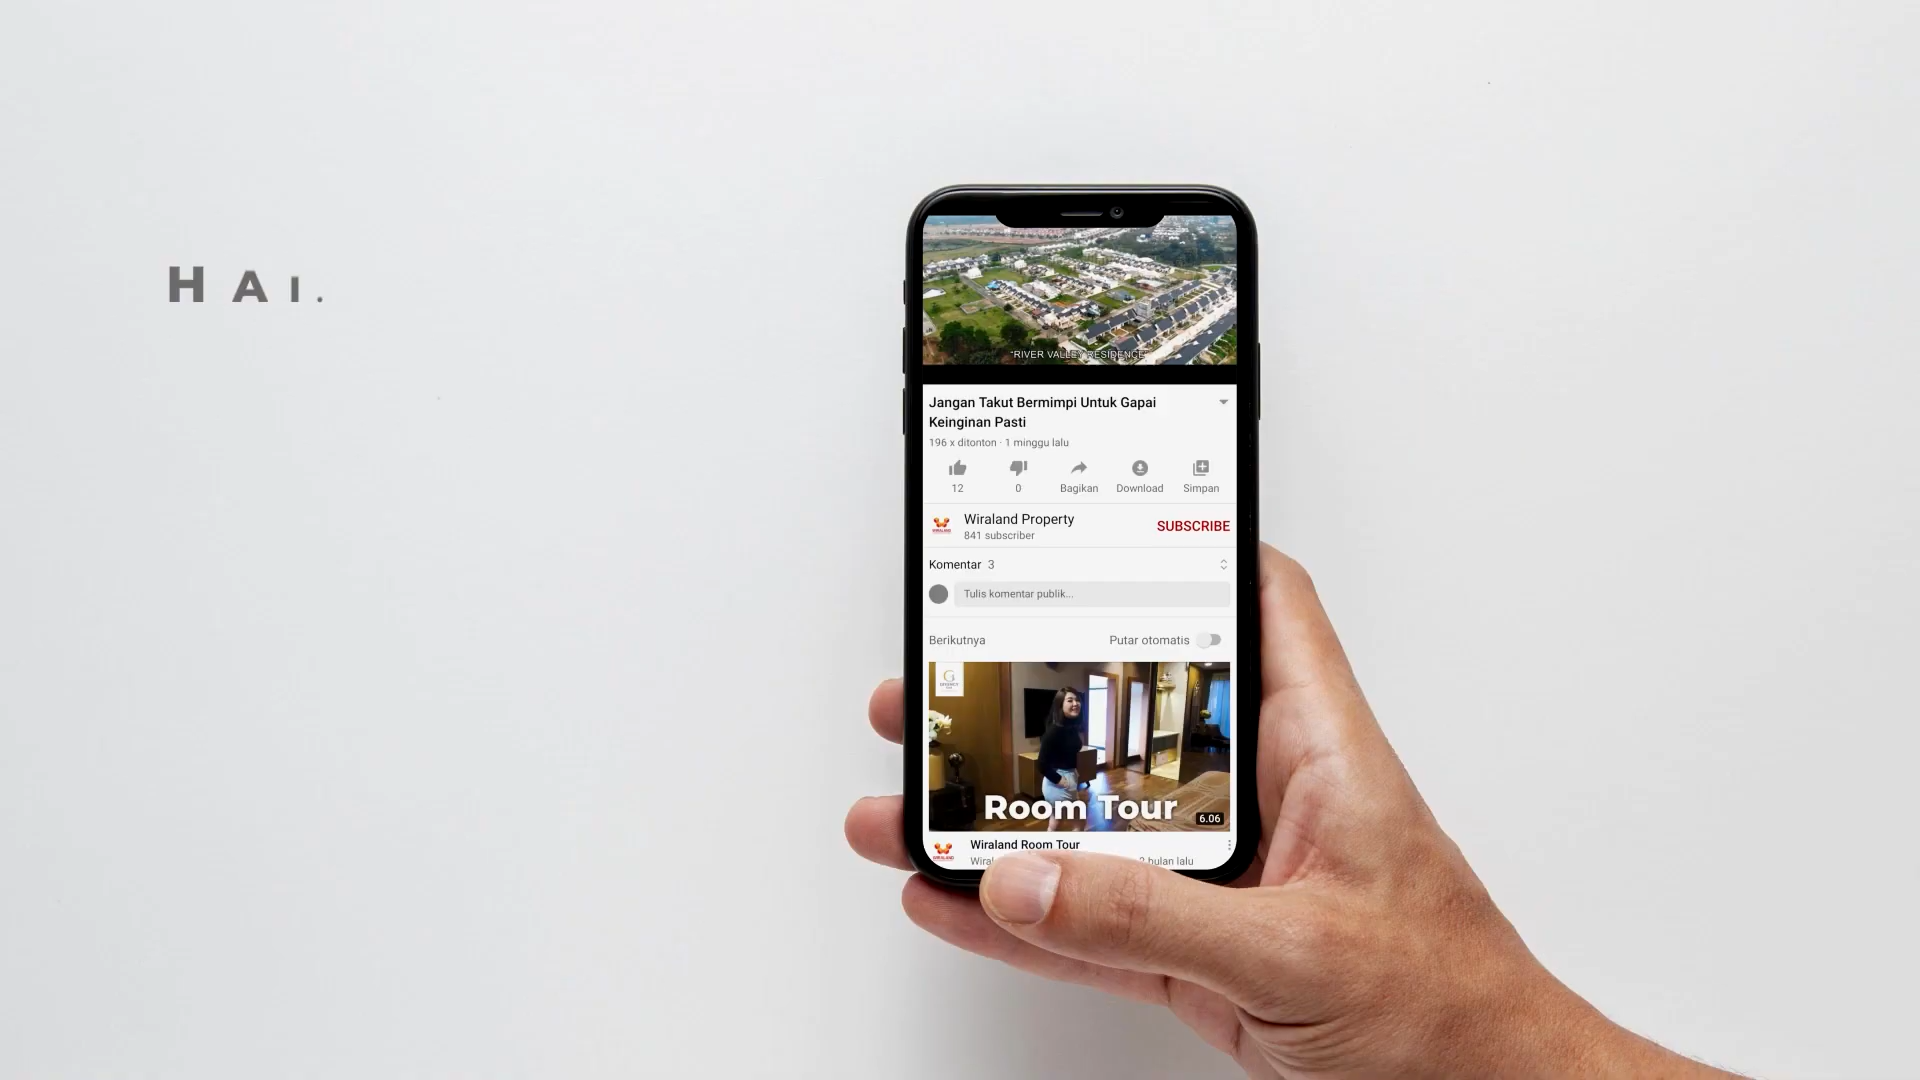 HAI.
"RIVER VALLEY RESIDENCE"
Jangan Takut Bermimpi Untuk Gapai
Keinginan Pasti
196 x ditonton · 1 minggu lalu
12
0
Bagikan
Download
Simpan
WIRALAND
Wiraland Property
841 subscriber
SUBSCRIBE
Komentar 3
Tulis komentar publik...
Berikutnya
Putar otomatis
G
Room Tour
6.06
WIRALAND
Wiraland Room Tour
bulan lalu